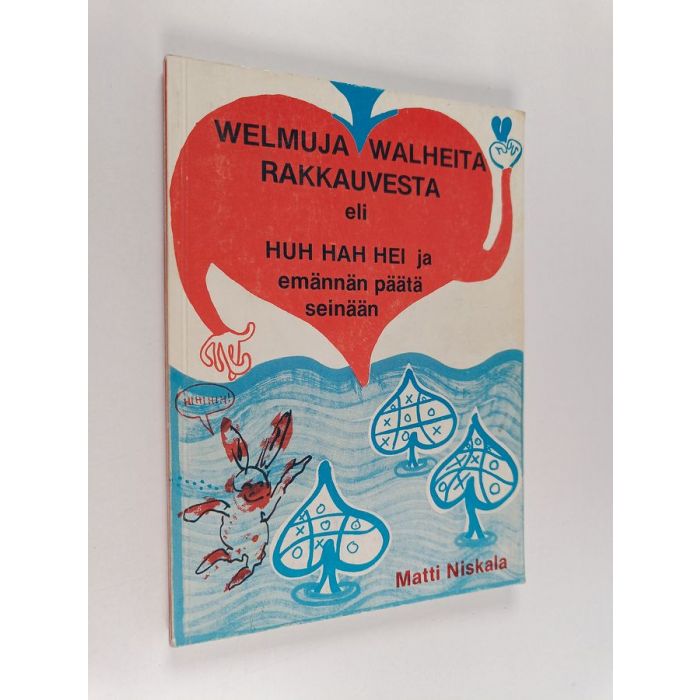 WELMUJA WALHEITA
RAKKAUVESTA
eli
HUH HAH HEI ja
emännän päätä
seinään
Matti Niskala